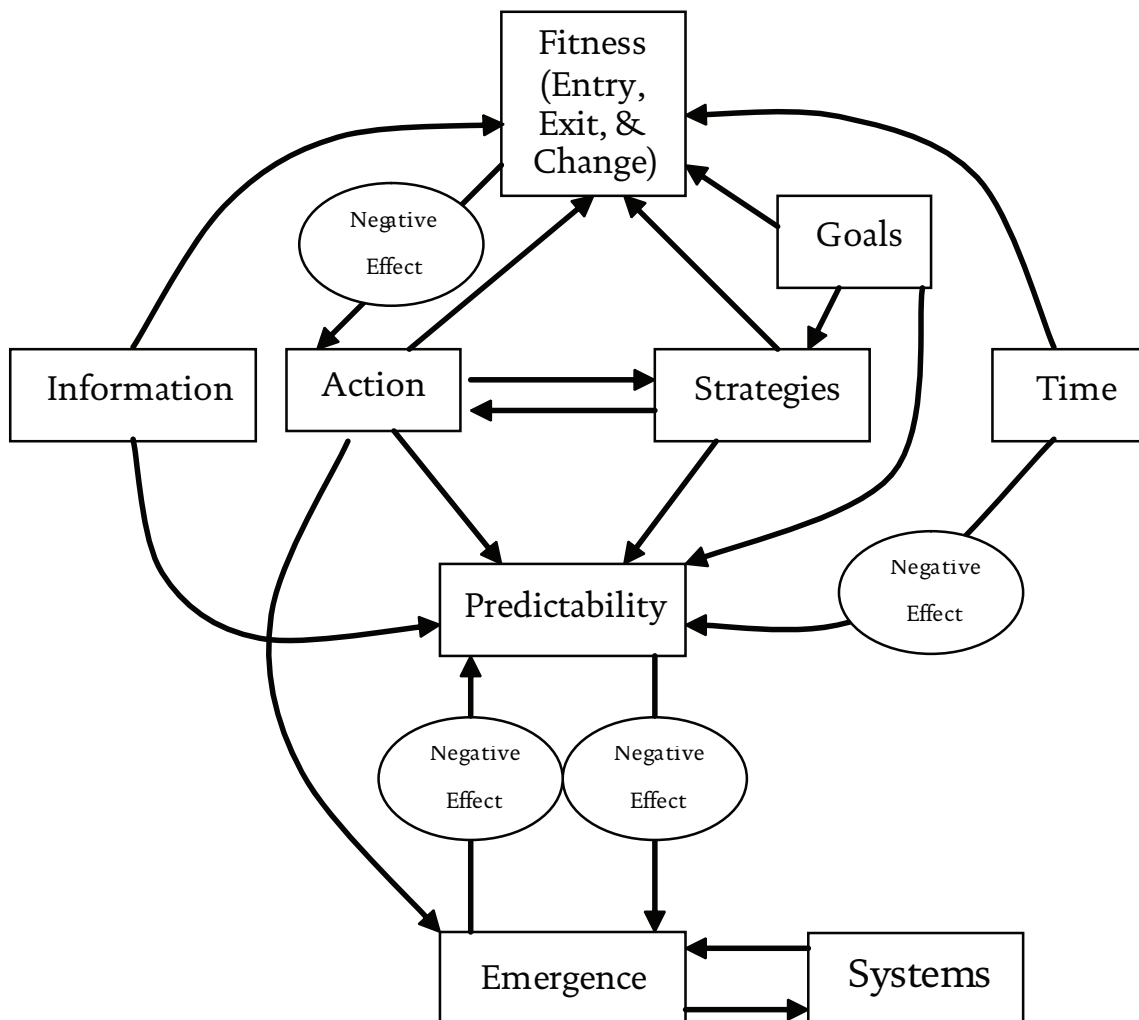 Fitness
(Entry,
Exit, &
Change)
Negative
Effect
Goals
Information
Action
Strategies
Time
Negative
Effect
Predictability
Negative
Effect
Negative
Effect
Emergence
Systems